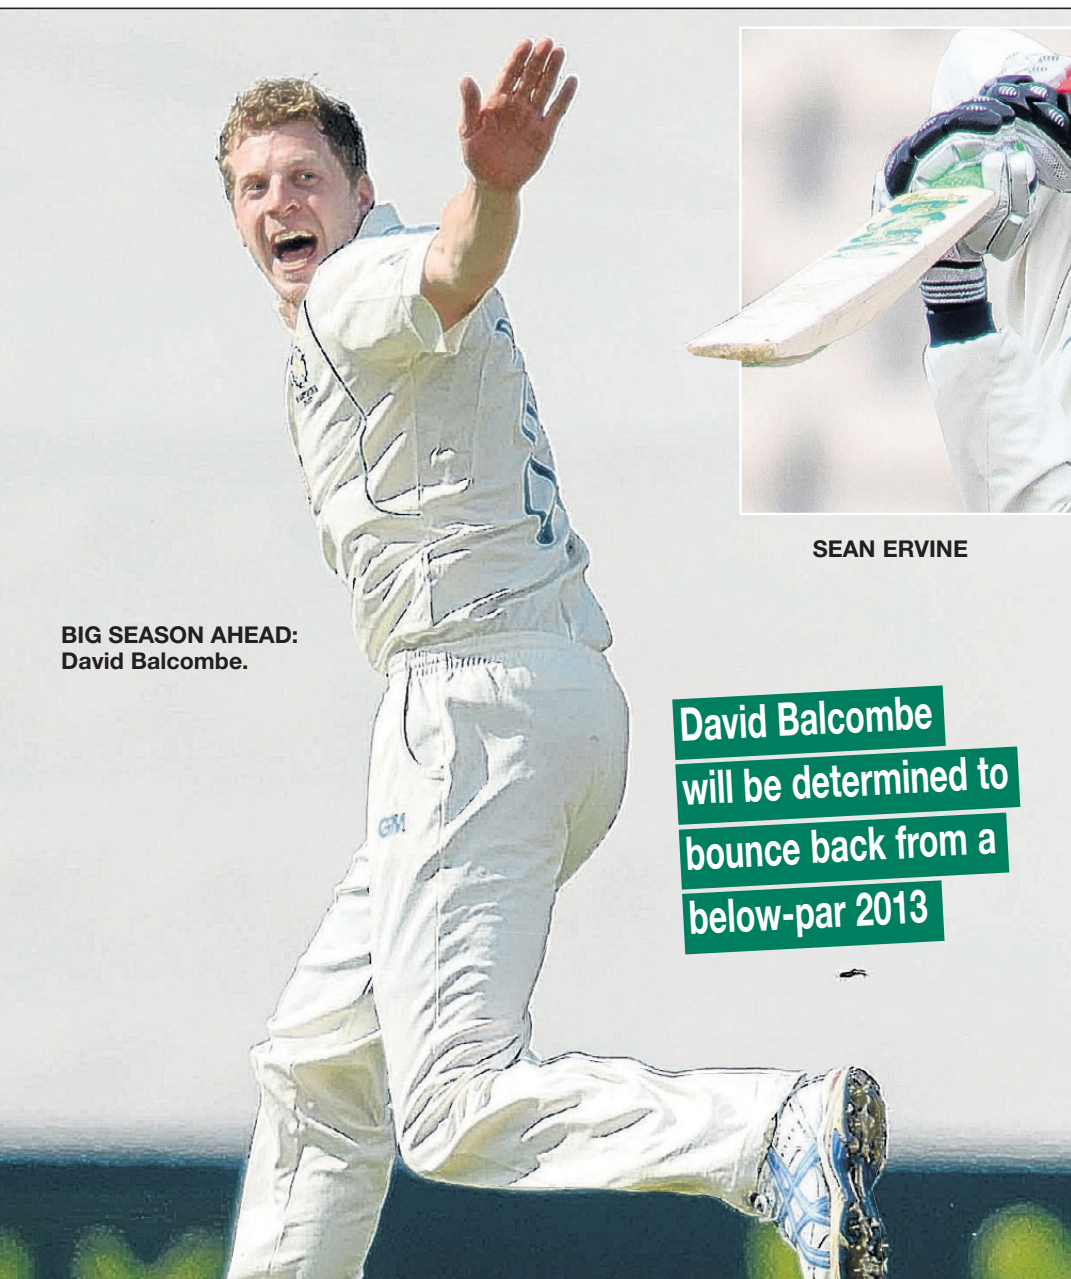 SEAN ERVINE
BIG SEASON AHEAD:
David Balcombe.
David Balcombe
will be determined to
bounce back from a
below-par 2013
GM